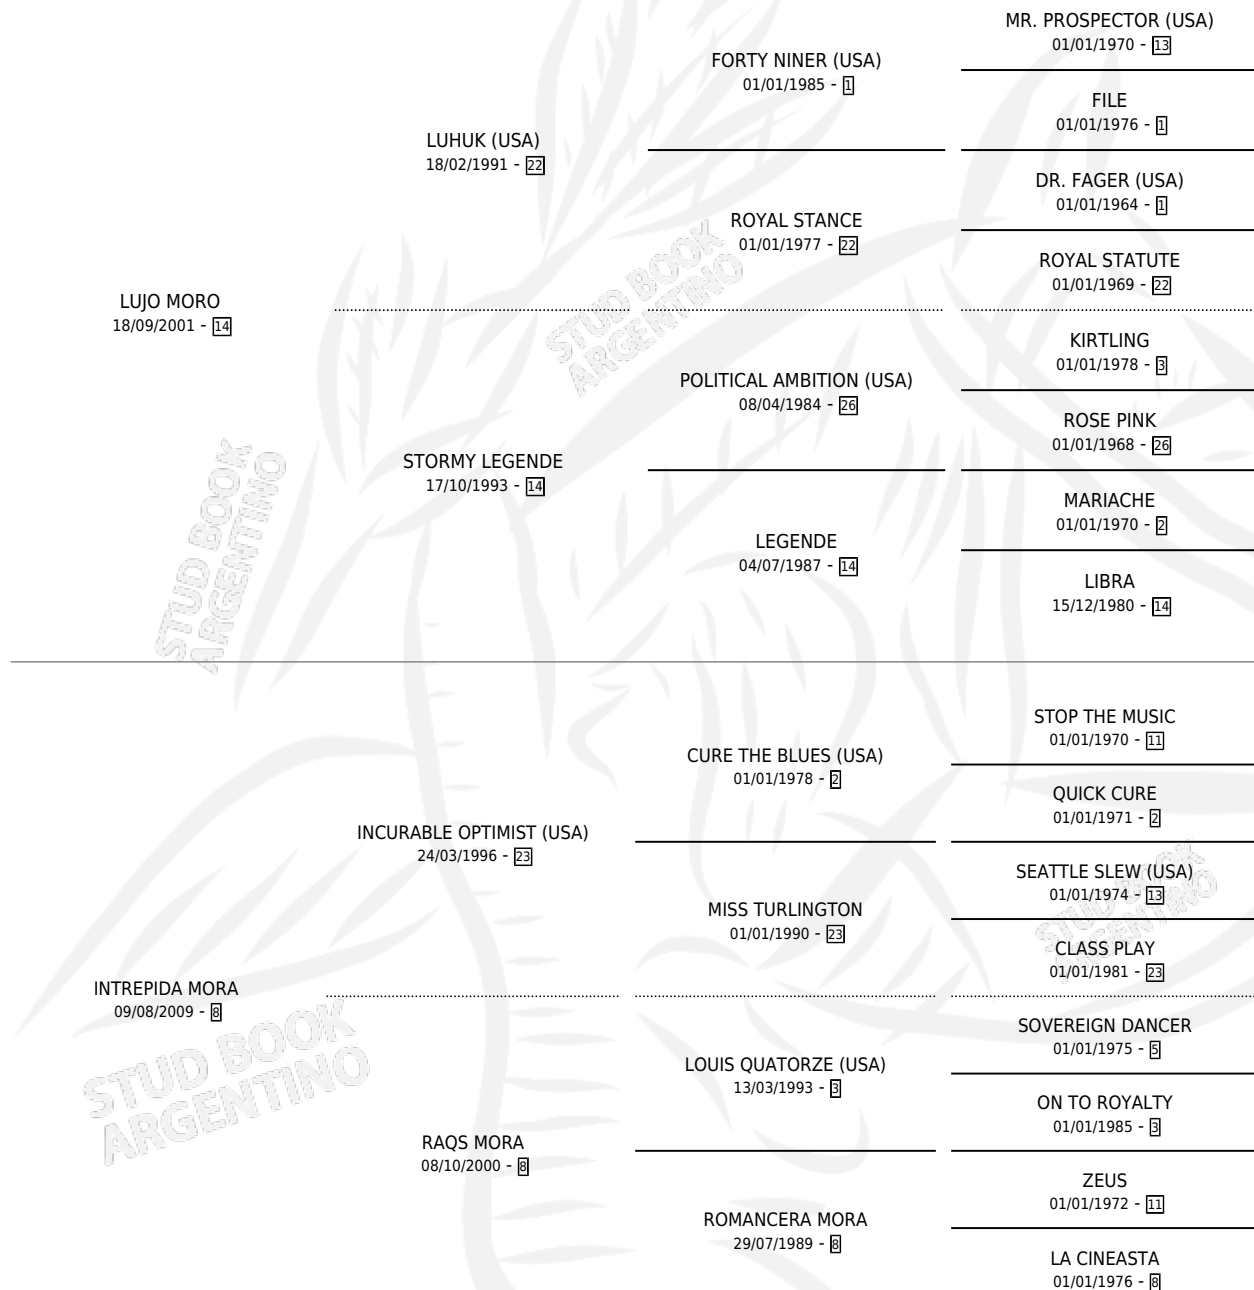 MR. PROSPECTOR (USA)
01/01/1970 - 13
FORTY NINER (USA)
01/01/1985 - 1
FILE
01/01/1976 - 1
LUHUK (USA)
18/02/1991 - 22
DR. FAGER (USA)
01/01/1964 - 1
ROYAL STANCE
01/01/1977 - 22
ROYAL STATUTE
01/01/1969 - 22
LUJO MORO
18/09/2001 - 14
STUD BOOK
ARGENTINO
KIRTLING
01/01/1978 - 3
POLITICAL AMBITION (USA)
08/04/1984 - 26
ROSE PINK
01/01/1968 - 26
STORMY LEGENDE
17/10/1993 - 14
MARIACHE
01/01/1970 - 2
LEGENDE
04/07/1987 - 14
LIBRA
15/12/1980 - 14
STUD BOOK
ARGENTINO
STOP THE MUSIC
01/01/1970 - 11
CURE THE BLUES (USA)
01/01/1978 - 2
QUICK CURE
01/01/1971 - 2
INCURABLE OPTIMIST (USA)
24/03/1996 - 23
SEATTLE SLEW (USA)
01/01/1974 - 13
MISS TURLINGTON
01/01/1990 - 23
CLASS PLAY
01/01/1981 - 23
STUD BOOK
ARGENTINO
INTREPIDA MORA
09/08/2009 - 8
SOVEREIGN DANCER
01/01/1975 - 5
LOUIS QUATORZE (USA)
13/03/1993 - 3
ON TO ROYALTY
01/01/1985 - 3
STUD BOOK
ARGENTINO
RAQS MORA
08/10/2000 - 8
ZEUS
01/01/1972 - 11
ROMANCERA MORA
29/07/1989 - 8
LA CINEASTA
01/01/1976 - 8